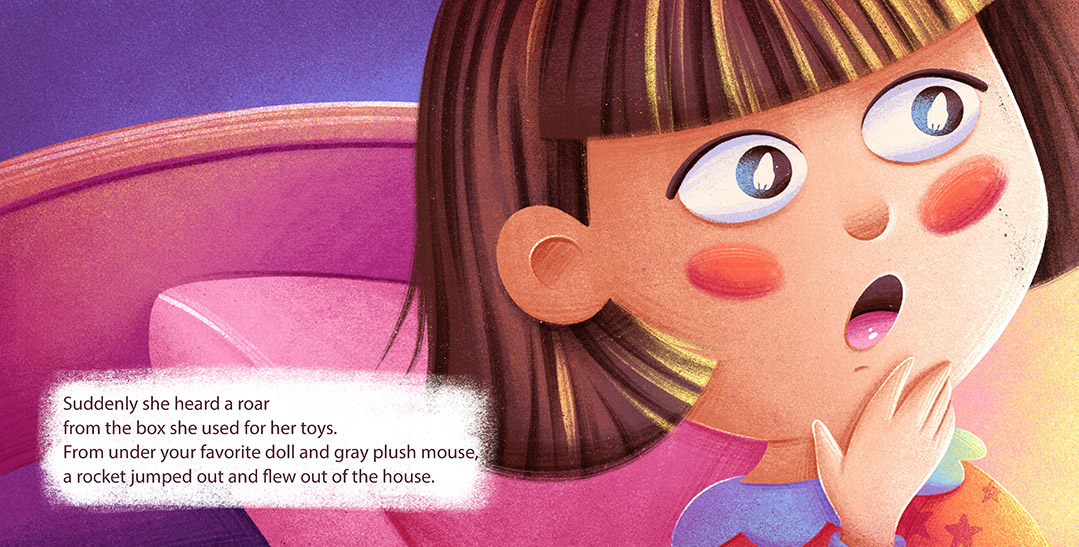 Suddenly she heard a roar
from the box she used for her toys.
From under your favorite doll and gray plush mouse,
a rocket jumped out and flew out of the house.